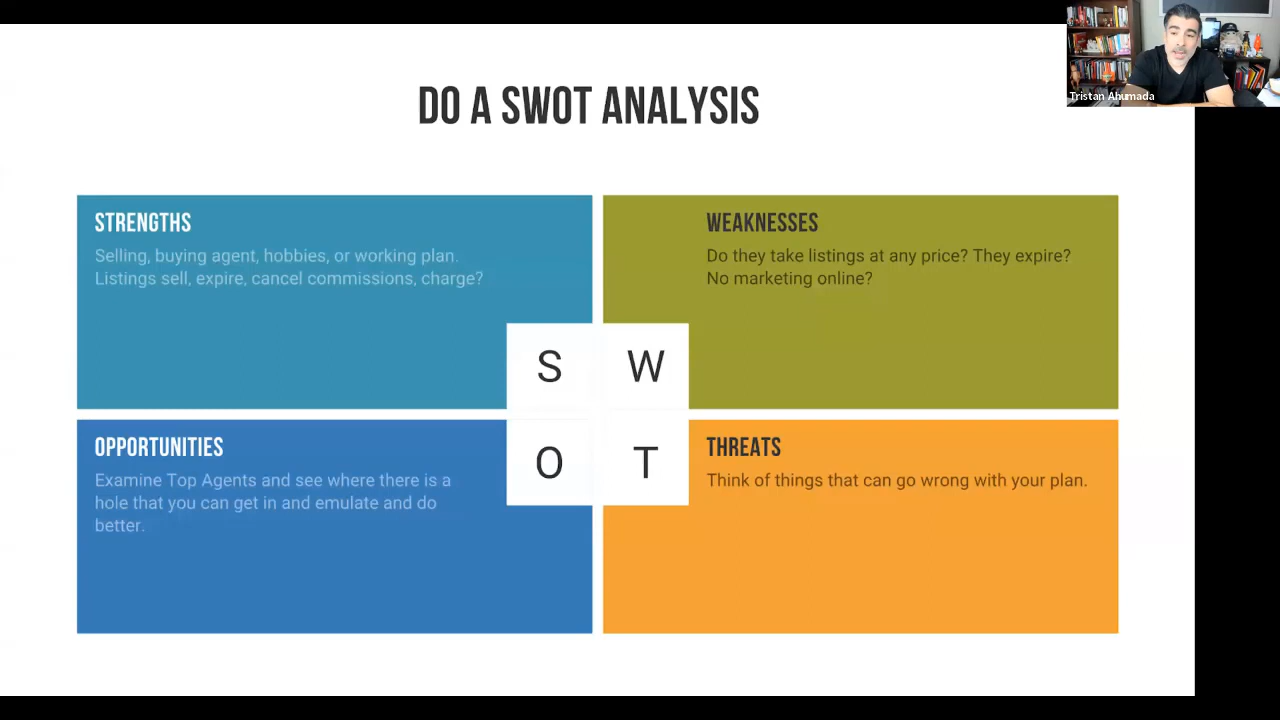 Tristan Ahumada
DO A SWOT ANALYSIS
STRENGTHS
Selling, buying agent, hobbies, or working plan.
Listings sell, expire, cancel commissions, charge?
WEAKNESSES
Do they take listings at any price? They expire?
No marketing online?
S
W
OPPORTUNITIES
Examine Top Agents and see where there is a
hole that you can get in and emulate and do
better.
O
T
THREATS
Think of things that can go wrong with your plan.